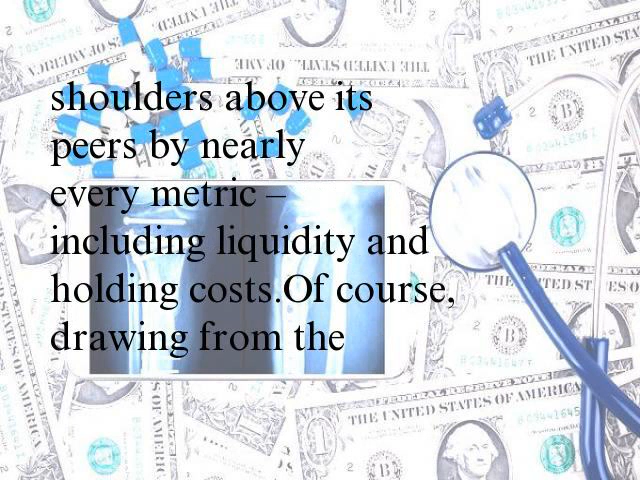 shoulders above its
peers by nearly
every metric –
including liquidity and
holding costs.Of course,
drawing from the